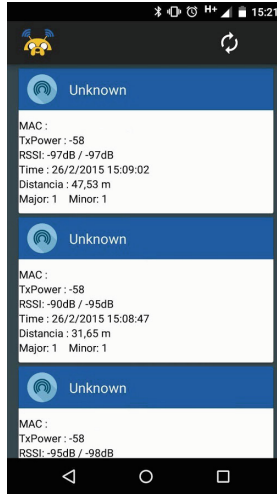 H+ 15:21
Unknown
MAC :
TxPower : -58
RSSI: -97dB / -97dB
Time : 26/2/2015 15:09:02
Distancia : 47,53 m
Major: 1 Minor: 1
Unknown
MAC :
TxPower : -58
RSSI: -90dB / -95dB
Time : 26/2/2015 15:08:47
Distancia : 31,65 m
Major: 1 Minor: 1
Unknown
MAC :
TxPower : -58
RSSI: -95dB / -98dB